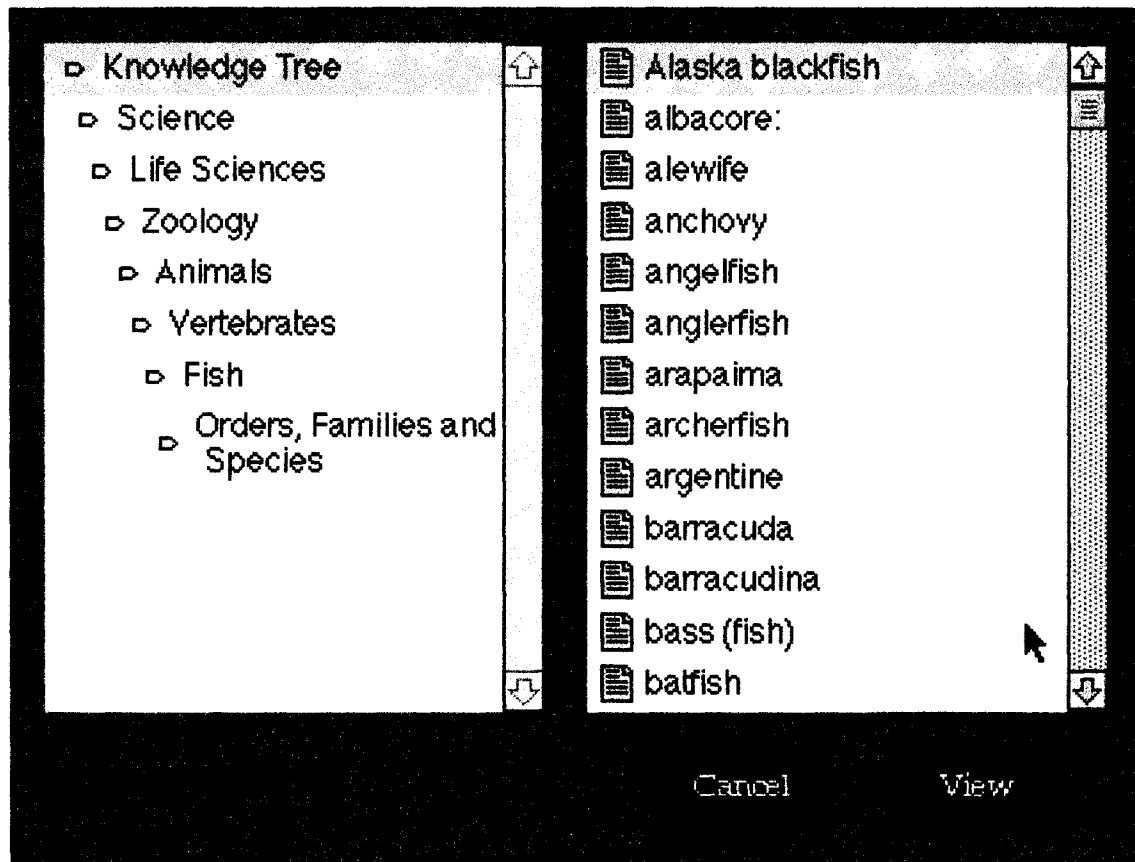 Knowledge Tree
Science
Life Sciences
Zoology
Animals
Vertebrates
Fish
Orders, Families and
Species
Alaska blackfish
albacore:
alewife
anchovy
angelfish
anglerfish
arapaima
archerfish
argentine
barracuda
barracudina
bass (fish)
batfish
Cancel
View